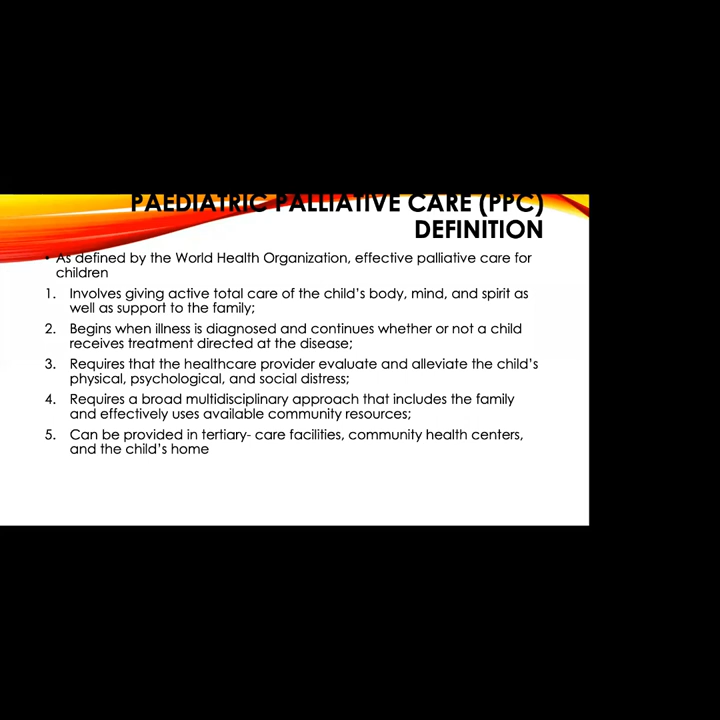 PAEDIATRIC PALLIATIVE CARE (PPC)
DEFINITION
• As defined by the World Health Organization, effective palliative care for
children
1. Involves giving active total care of the child's body, mind, and spirit as
well as support to the family;
2. Begins when illness is diagnosed and continues whether or not a child
receives treatment directed at the disease;
3. Requires that the healthcare provider evaluate and alleviate the child's
physical, psychological, and social distress;
4. Requires a broad multidisciplinary approach that includes the family
and effectively uses available community resources;
5. Can be provided in tertiary- care facilities, community health centers,
and the child's home